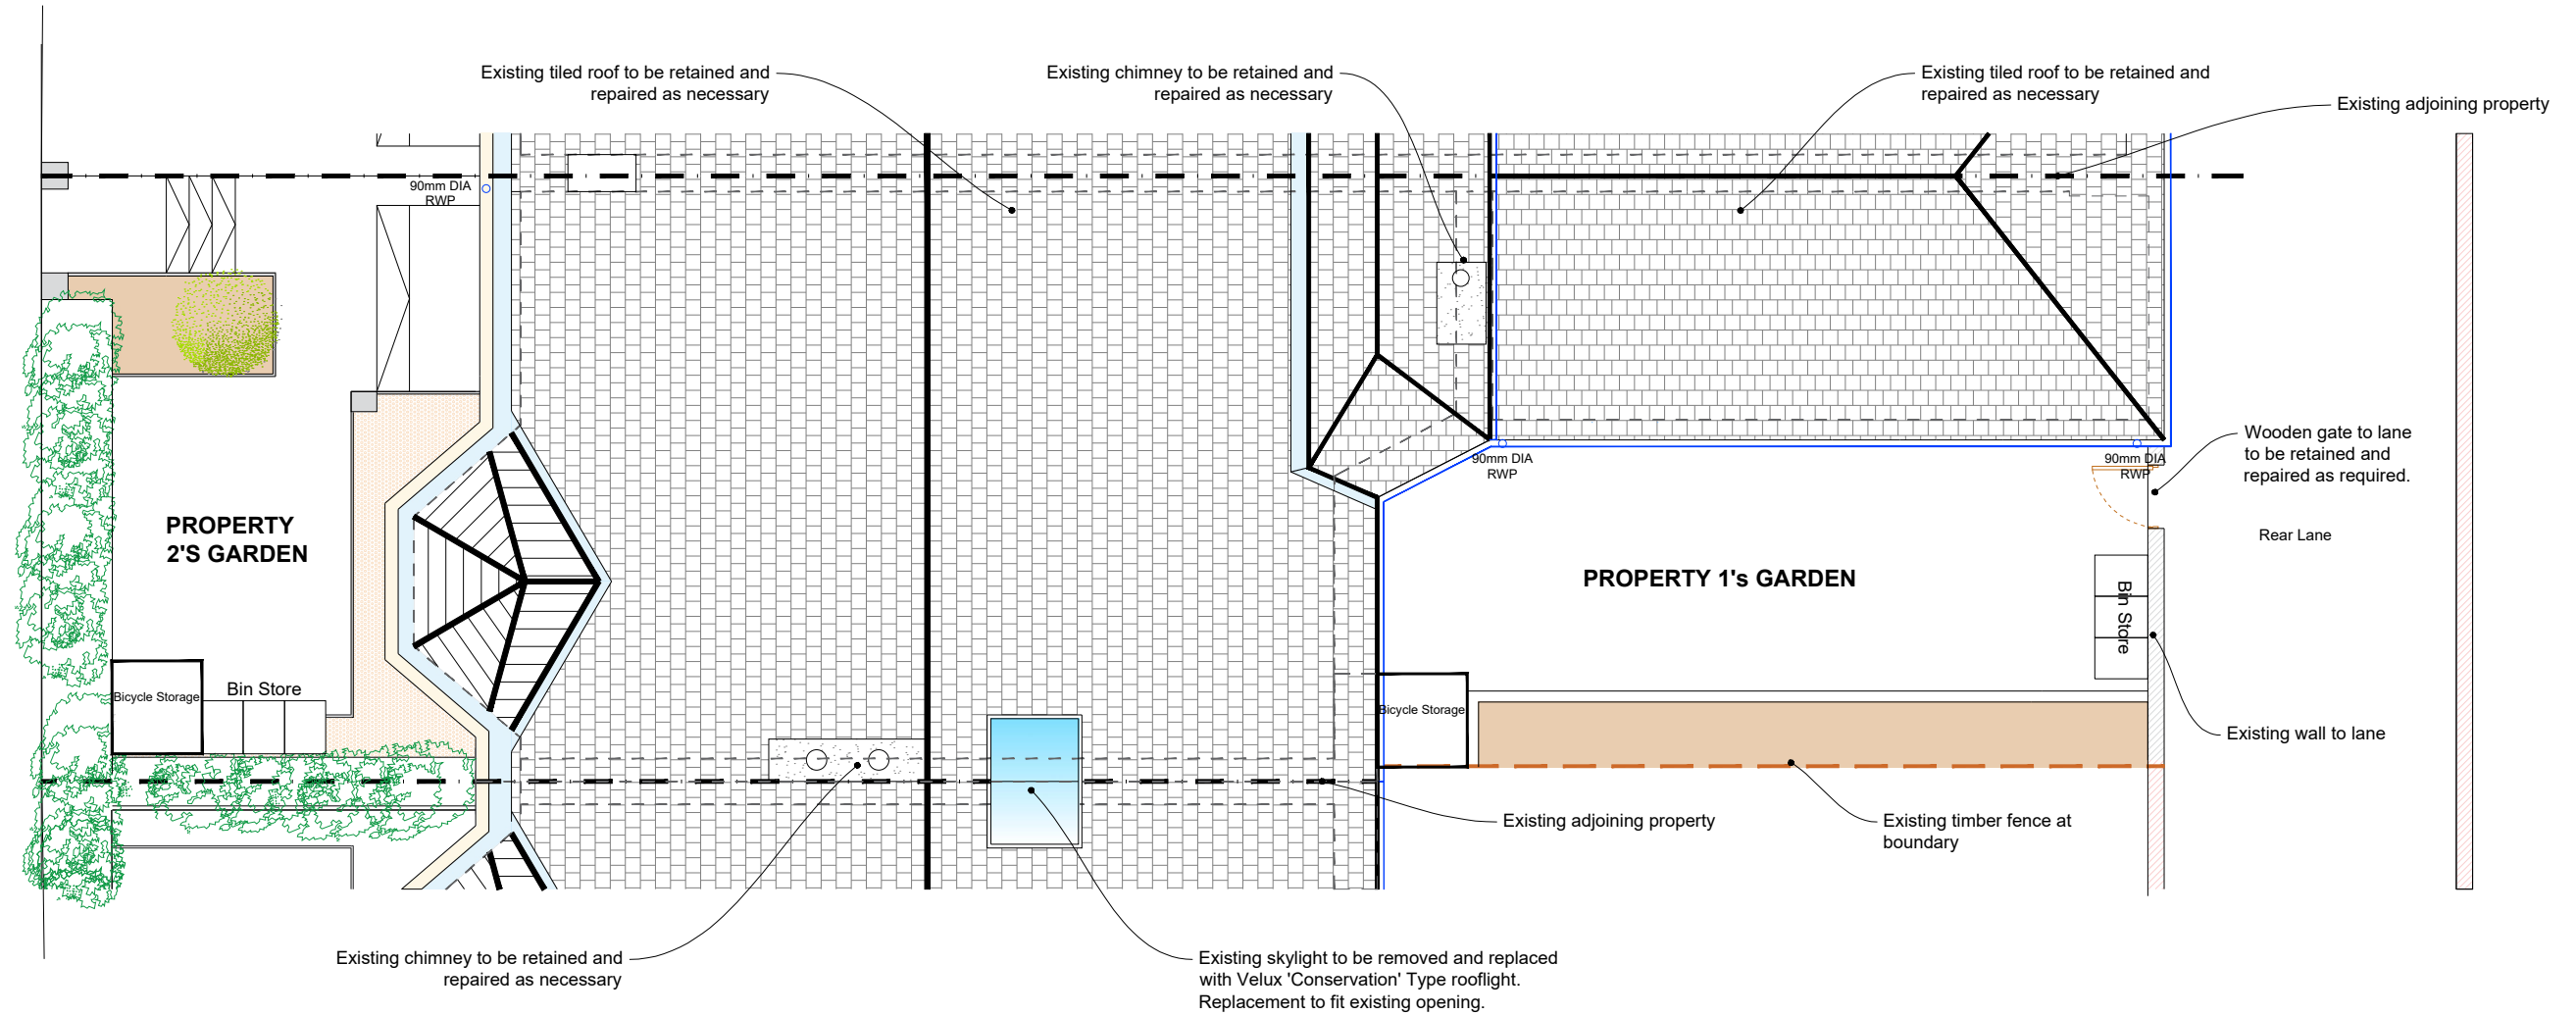 Existing tiled roof to be retained and
repaired as necessary
Existing chimney to be retained and
repaired as necessary
Existing tiled roof to be retained and
repaired as necessary
Existing adjoining property
90mm DIA
RWP
90mm DIA
RWP
90mm DIA
RWP
Wooden gate to lane
to be retained and
repaired as required.
Rear Lane
PROPERTY
2'S GARDEN
PROPERTY 1's GARDEN
Bin Store
Bicycle Storage
Bin Store
Bicycle Storage
Existing wall to lane
Existing adjoining property
Existing timber fence at
boundary
Existing chimney to be retained and
repaired as necessary
Existing skylight to be removed and replaced
with Velux 'Conservation' Type rooflight.
Replacement to fit existing opening.